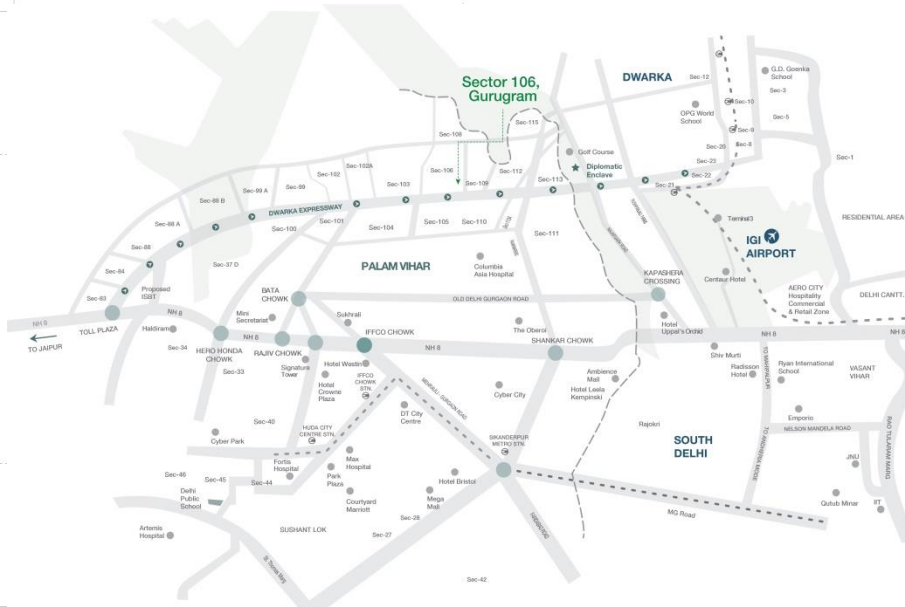 Sector 106,
Gurugram
DWARKA
Sec-12
G.D. Goenka
School
Sec-3
Sec-10
OPG World
School
Sec-5
Sec-9
Sec-115
Sec-108
Sec-20
Sec-8
Golf Course
Sec-1
Sec-102A
Sec-23
Sec-102
Sec-106
Sec-112
Diplomatic
Enclave
Sec-22
Sec-99
Sec-103
Sec-109
Sec-113
Sec-21
Sec-99 A
Sec-88 B
DWARKA EXPRESSWAY
Terminal3
RESIDENTIAL AREA
Sec-88 A
Sec-100
Sec-101
Sec-104
Sec-105
Sec-110
Sec-111
IGI
AIRPORT
Sec-88
Sec-37 D
PALAM VIHAR
Columbia
Asia Hospital
Sec-84
KAPASHERA
CROSSING
Centaur Hotel
Proposed
ISBT
BATA
CHOWK
OLD DELHI GURGAON ROAD
AERO CITY
Hospitality
Commercial
& Retail Zone
DELHI CANTT.
Sec-83
Mini
Secretariat
Sukhrali
The Oberoi
Hotel
Uppal's Orchid
NH 8
NH 8
TOLL PLAZA
Haldiram
NH 8
IFFCO CHOWK
NH 8
SHANKAR CHOWK
NH 8
TO JAIPUR
Sec-34
HERO HONDA
CHOWK
RAJIV CHOWK
Shiv Murti
Sec-33
Signature
Tower
Hotel Westin
IFFCO
CHOWK
STN.
Hotel
Crowne
Plaza
Ambience
Mall
Hotel Leela
Kempinski
Radisson
Hotel
Ryan International
School
VASANT
VIHAR
Cyber City
MEHRAULI - GURGAON ROAD
DT City
Centre
Emporio
Sec-40
HUDA CITY
CENTRE STN.
Rajokri
NELSON MANDELA ROAD
RAO TULARAM MARG
Cyber Park
SIKANDERPUR
METRO STN.
SOUTH
DELHI
Max
Hospital
Fortis
Hospital
JNU
Sec-46
Sec-45
Sec-44
Park
Plaza
Hotel Bristol
Delhi
Public
School
Courtyard
Marriott
Mega
Mall
Qutub Minar
IIT
MG Road
Artemis
Hospital
SUSHANT LOK
Sec-28
Sec-27
Sec-42